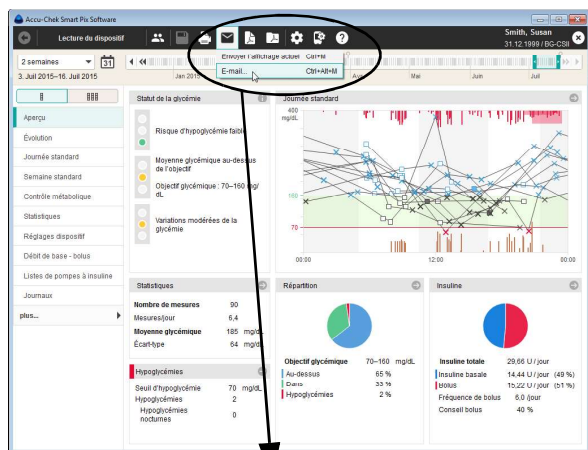 Accu-Chek Smart Pix Software
Lecture du dispositif
Smith, Susan
31.12.1999 / BG-CSII
2 semaines
31
3. Juil 2015–16. Juil 2015
Envoyer l'affichage actuel Ctrl+M
E-mail... Ctrl+Alt+M
Jan 2015
Mai
Juin
Juil
Aperçu
Évolution
Journée standard
Semaine standard
Contrôle métabolique
Statistiques
Réglages dispositif
Débit de base - bolus
Listes de pompes à insuline
Journaux
plus...
Statut de la glycémie
Risque d'hypoglycémie faible
Moyenne glycémique au-dessus
de l'objectif
Objectif glycémique : 70–160 mg/
dL
Variations modérées de la
glycémie
Journée standard
400
mg/dL
160
70
00:00
12:00
00:00
Statistiques
Nombre de mesures 90
Mesures/jour 6,4
Moyenne glycémique 185 mg/dL
Écart-type 64 mg/dL
Hypoglycémies
Seuil d'hypoglycémie 70 mg/dL
Hypoglycémies 2
Hypoglycémies
nocturnes 0
Répartition
Objectif glycémique 70–160 mg/dL
Au-dessus 65 %
Dans 33 %
Hypoglycémies 2 %
Insuline
Insuline totale 29,66 U / jour
Insuline basale 14,44 U / jour (49 %)
Bolus 15,22 U / jour (51 %)
Fréquence de bolus 6,0 /jour
Conseil bolus 40 %